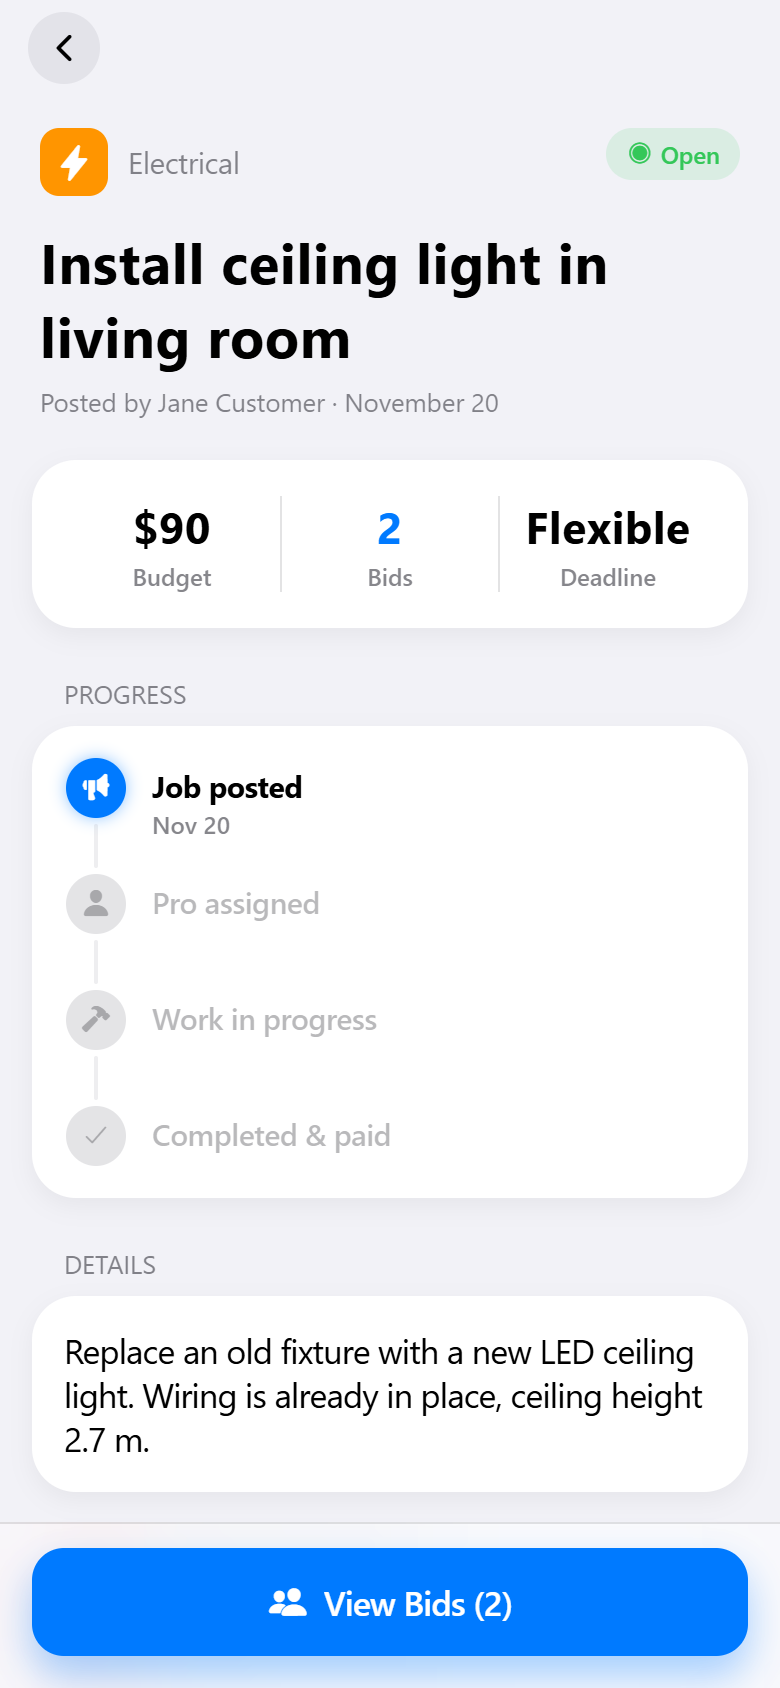 Electrical
Open
Install ceiling light in
living room
Posted by Jane Customer · November 20
$90
Budget
2
Bids
Flexible
Deadline
PROGRESS
Job posted
Nov 20
Pro assigned
Work in progress
Completed & paid
DETAILS
Replace an old fixture with a new LED ceiling
light. Wiring is already in place, ceiling height
2.7 m.
View Bids (2)